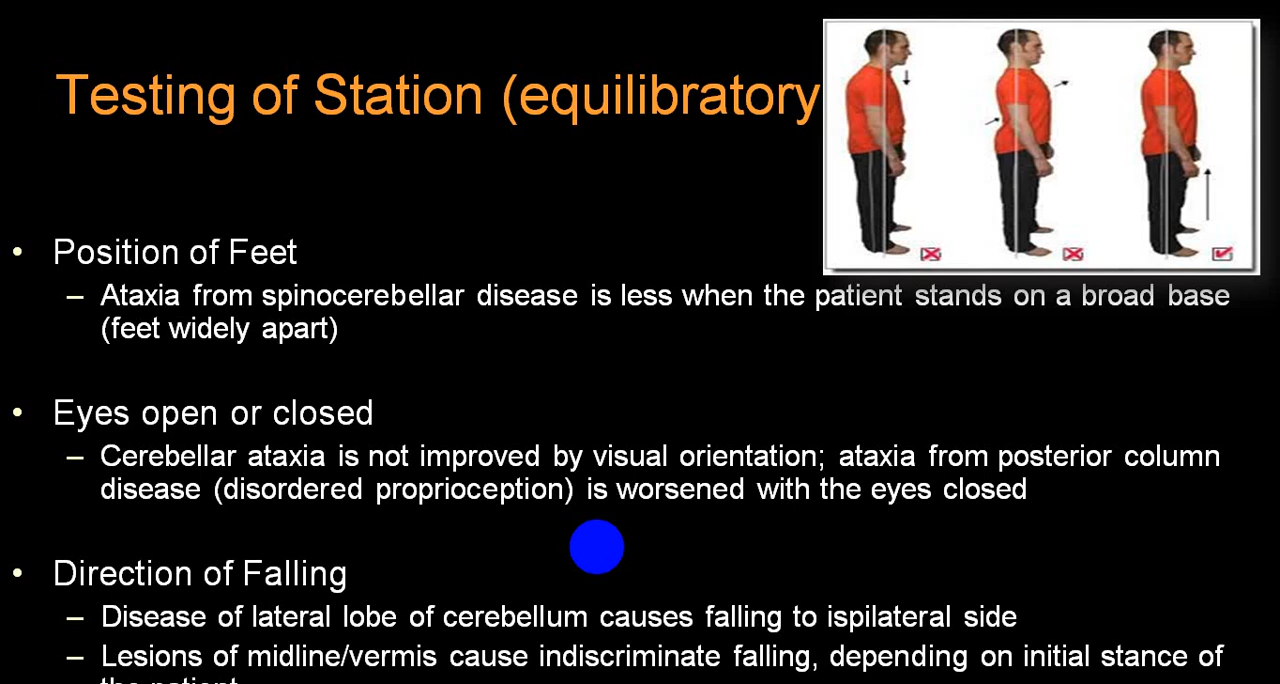 Testing of Station (equilibratory
• Position of Feet
– Ataxia from spinocerebellar disease is less when the patient stands on a broad base
(feet widely apart)
• Eyes open or closed
– Cerebellar ataxia is not improved by visual orientation; ataxia from posterior column
disease (disordered proprioception) is worsened with the eyes closed
• Direction of Falling
– Disease of lateral lobe of cerebellum causes falling to ispilateral side
– Lesions of midline/vermis cause indiscriminate falling, depending on initial stance of
the patient